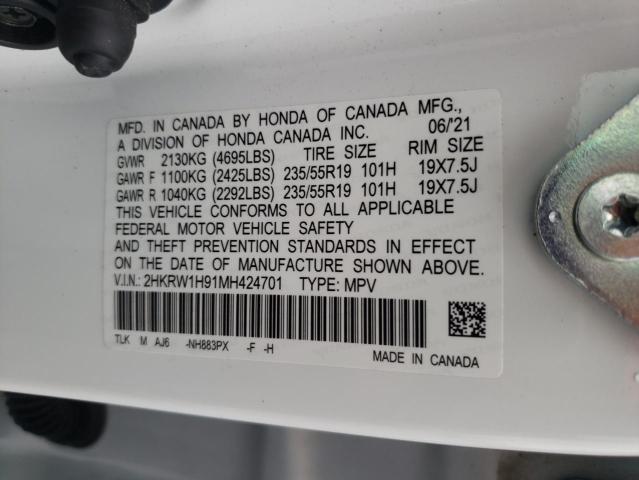 MFD. IN CANADA BY HONDA OF CANADA MFG.,
A DIVISION OF HONDA CANADA INC. 06/'21
GVWR 2130KG (4695LBS) TIRE SIZE RIM SIZE
GAWR F 1100KG (2425LBS) 235/55R19 101H 19X7.5J
GAWR R 1040KG (2292LBS) 235/55R19 101H 19X7.5J
THIS VEHICLE CONFORMS TO ALL APPLICABLE
FEDERAL MOTOR VEHICLE SAFETY
AND THEFT PREVENTION STANDARDS IN EFFECT
ON THE DATE OF MANUFACTURE SHOWN ABOVE.
V.I.N.: 2HKRW1H91MH424701 TYPE: MPV
TLK M AJ6 -NH883PX -F -H
MADE IN CANADA